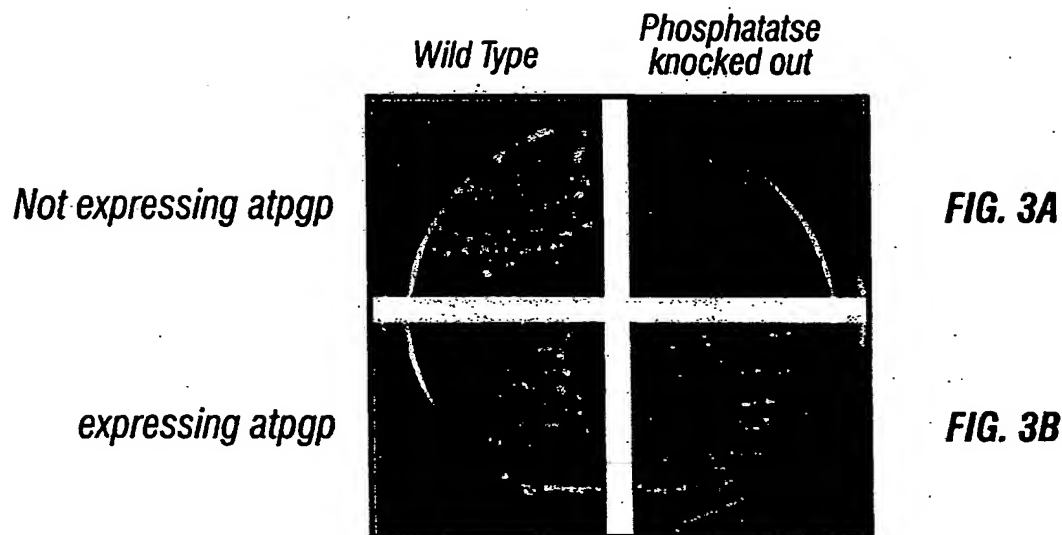 Wild Type
Phosphatatse
knocked out
Not expressing atpgp
FIG. 3A
expressing atpgp
FIG. 3B